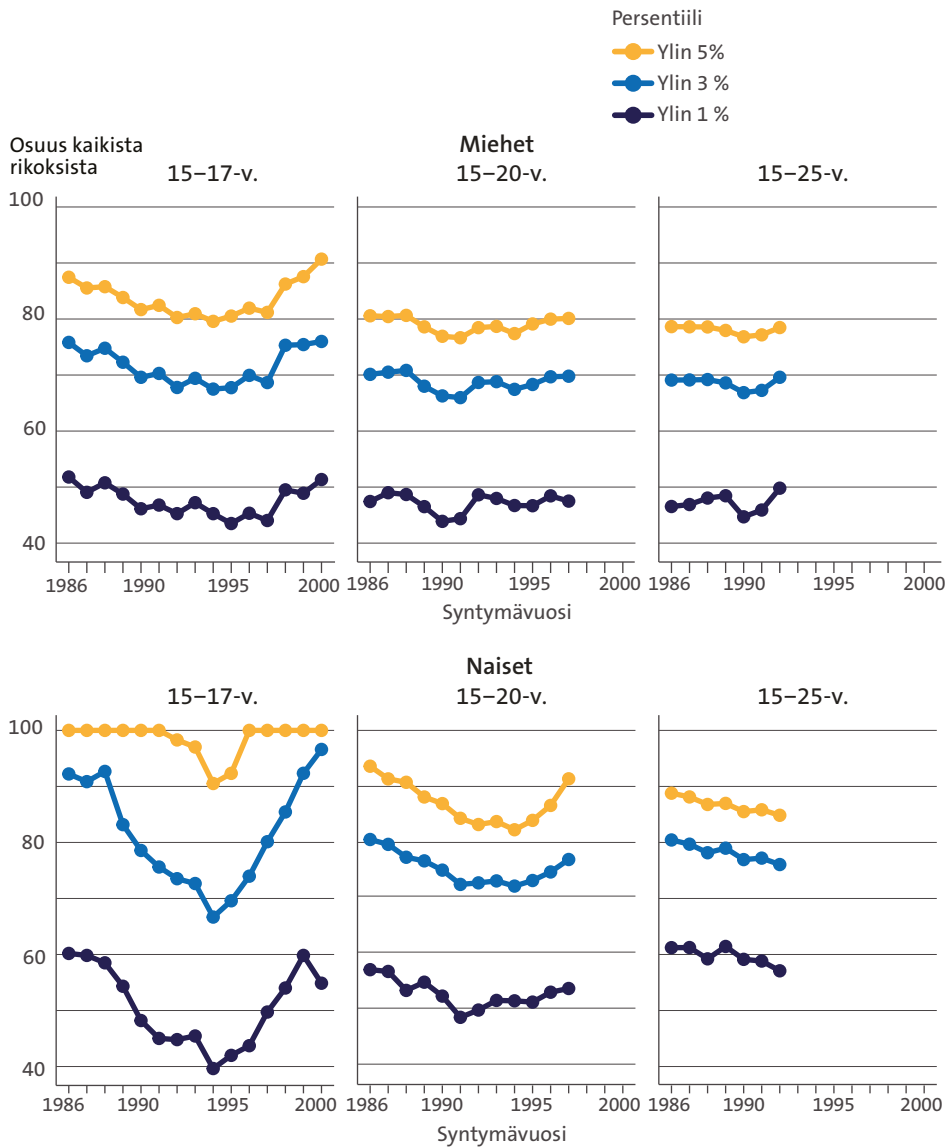 Persentiili
Ylin 5%
Ylin 3 %
Ylin 1 %
Osuus kaikista
rikoksista
Miehet
15–17-v.
15–20-v.
15–25-v.
100
80
60
40
1986 1990 1995 2000
1986 1990 1995 2000
1986 1990 1995 2000
Syntymävuosi
Naiset
15–17-v.
15–20-v.
15–25-v.
100
80
60
40
1986 1990 1995 2000
1986 1990 1995 2000
1986 1990 1995 2000
Syntymävuosi